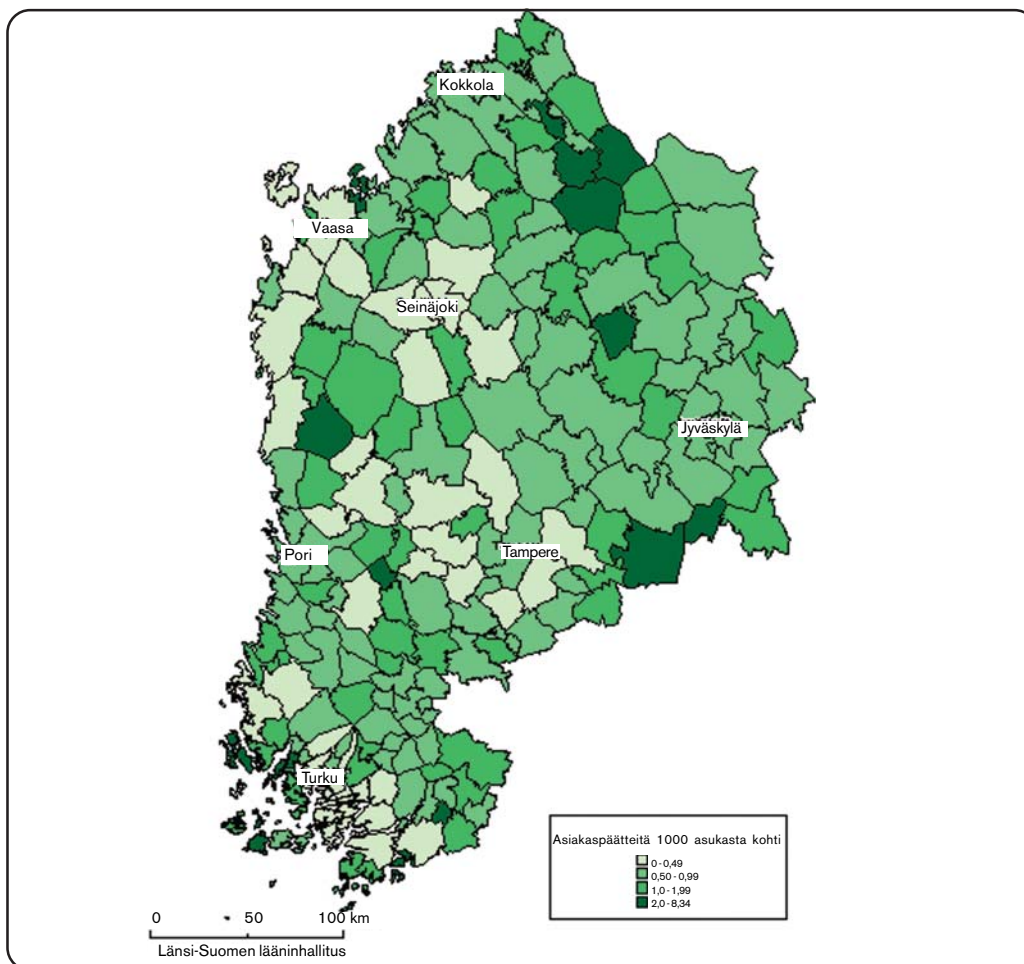 Kokkola
Vaasa
Seinäjoki
Jyväskylä
Pori
Tampere
Turku
Asiakaspäätteitä 1000 asukasta kohti
0-0,49
0,50-0,99
1,0-1,99
2,0-8,34
0 50 100 km
Länsi-Suomen lääninhallitus